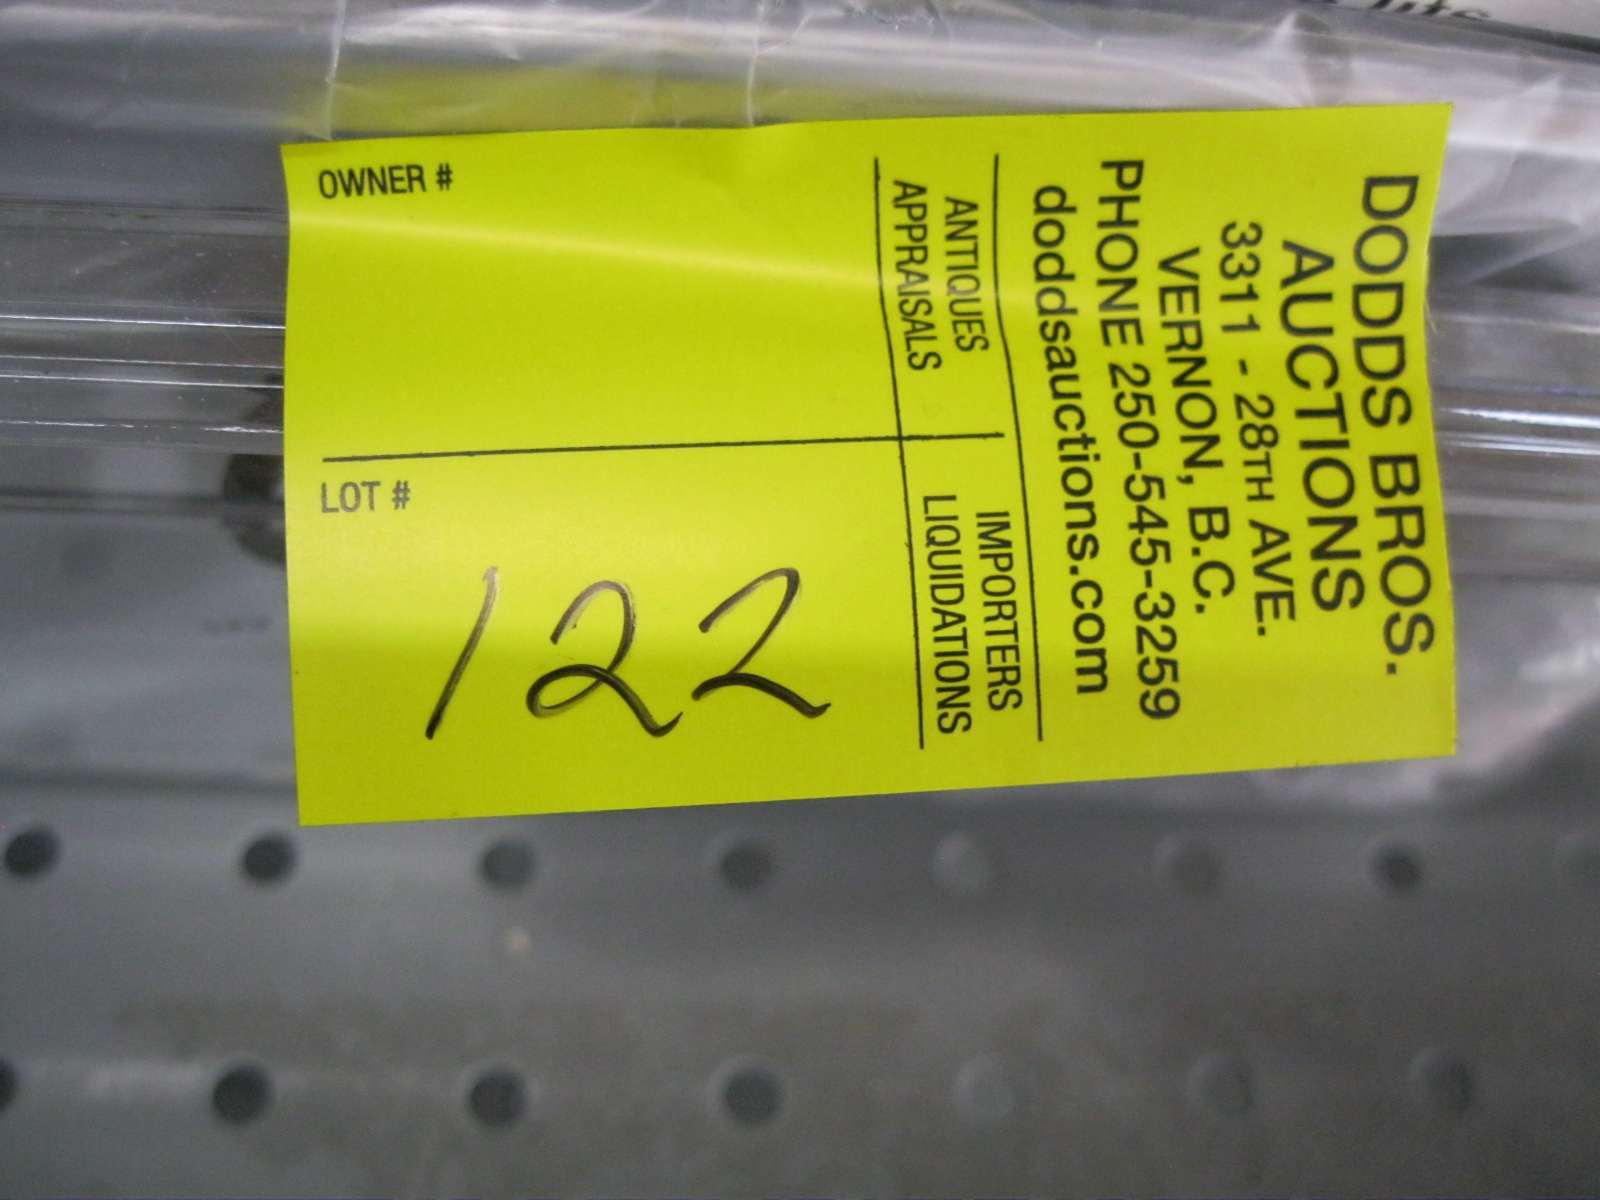 DODDS BROS.
AUCTIONS
3311 - 28TH AVE.
VERNON, B.C.
PHONE 250-545-3259
doddsauctions.com
ANTIQUES
APPRAISALS
IMPORTERS
LIQUIDATIONS
OWNER #
LOT #
122